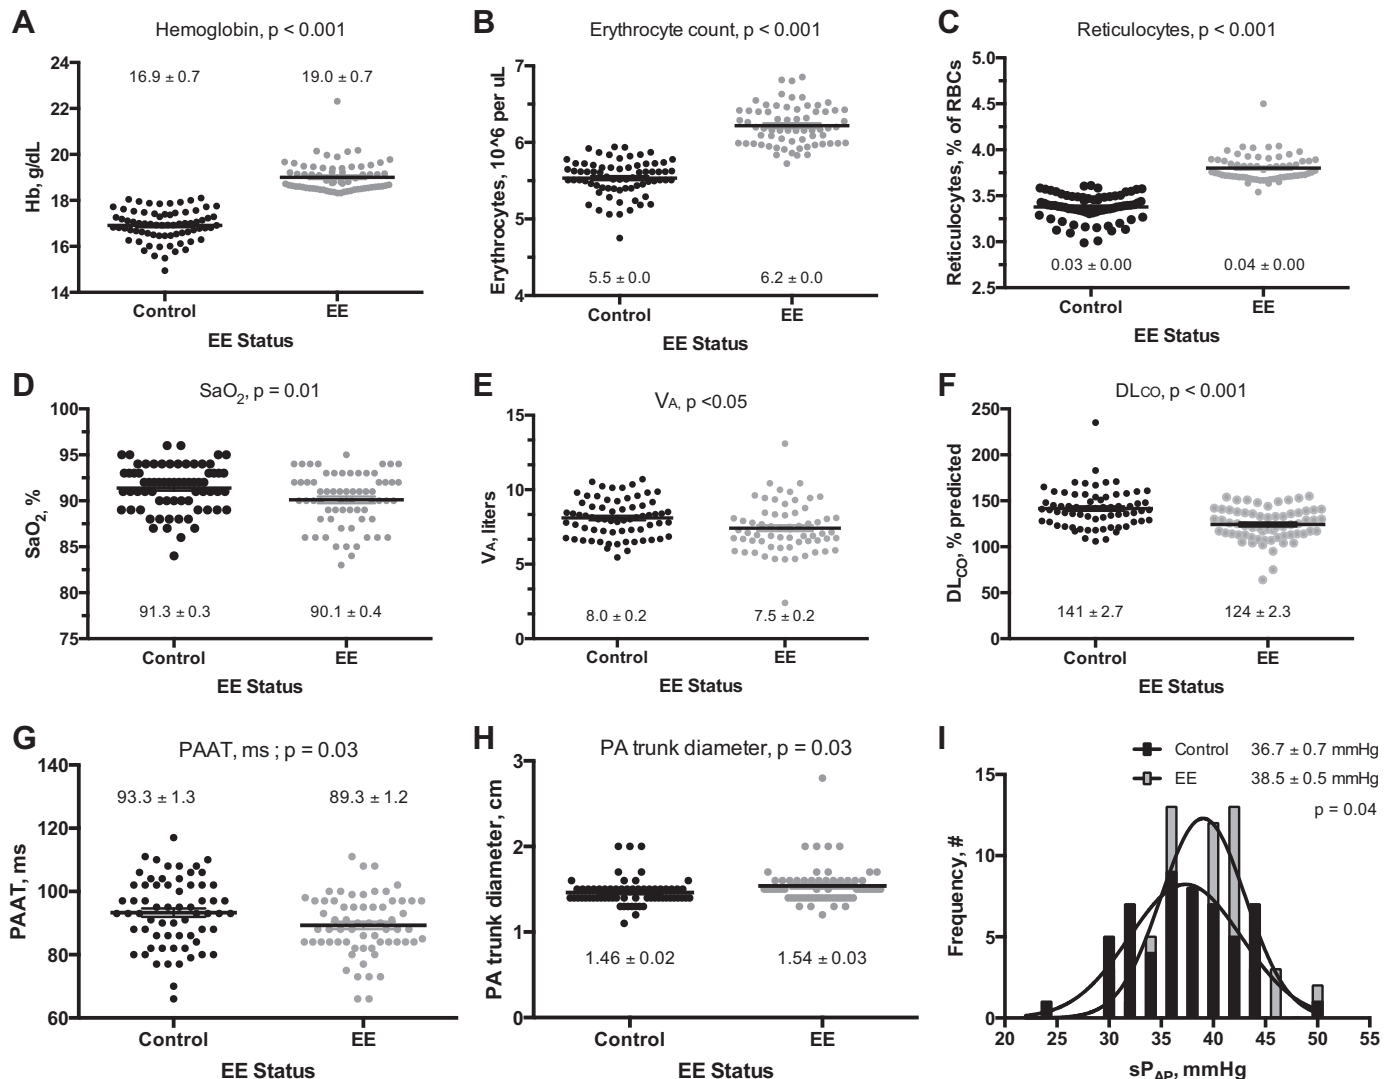 A
Hemoglobin, p < 0.001
24
22
20
18
16
14
Hb, g/dL
16.9 ± 0.7
19.0 ± 0.7
Control
EE
EE Status
B
Erythrocyte count, p < 0.001
7
6
5
4
Erythrocytes, 10^6 per uL
5.5 ± 0.0
6.2 ± 0.0
Control
EE
EE Status
C
Reticulocytes, p < 0.001
5.0
4.5
4.0
3.5
3.0
2.5
Reticulocytes, % of RBCs
0.03 ± 0.00
0.04 ± 0.00
Control
EE
EE Status
D
SaO2, p = 0.01
100
95
90
85
80
75
SaO2, %
91.3 ± 0.3
90.1 ± 0.4
Control
EE
EE Status
E
VA, p <0.05
15
10
5
0
VA, liters
8.0 ± 0.2
7.5 ± 0.2
Control
EE
EE Status
F
DLCO, p < 0.001
250
200
150
100
50
0
DLCO, % predicted
141 ± 2.7
124 ± 2.3
Control
EE
EE Status
G
PAAT, ms ; p = 0.03
140
120
100
80
60
PAAT, ms
93.3 ± 1.3
89.3 ± 1.2
Control
EE
EE Status
H
PA trunk diameter, p = 0.03
3
2
1
0
PA trunk diameter, cm
1.46 ± 0.02
1.54 ± 0.03
Control
EE
EE Status
I
Control 36.7 ± 0.7 mmHg
EE 38.5 ± 0.5 mmHg
p = 0.04
15
10
5
0
Frequency, #
20 25 30 35 40 45 50 55
sPAP, mmHg